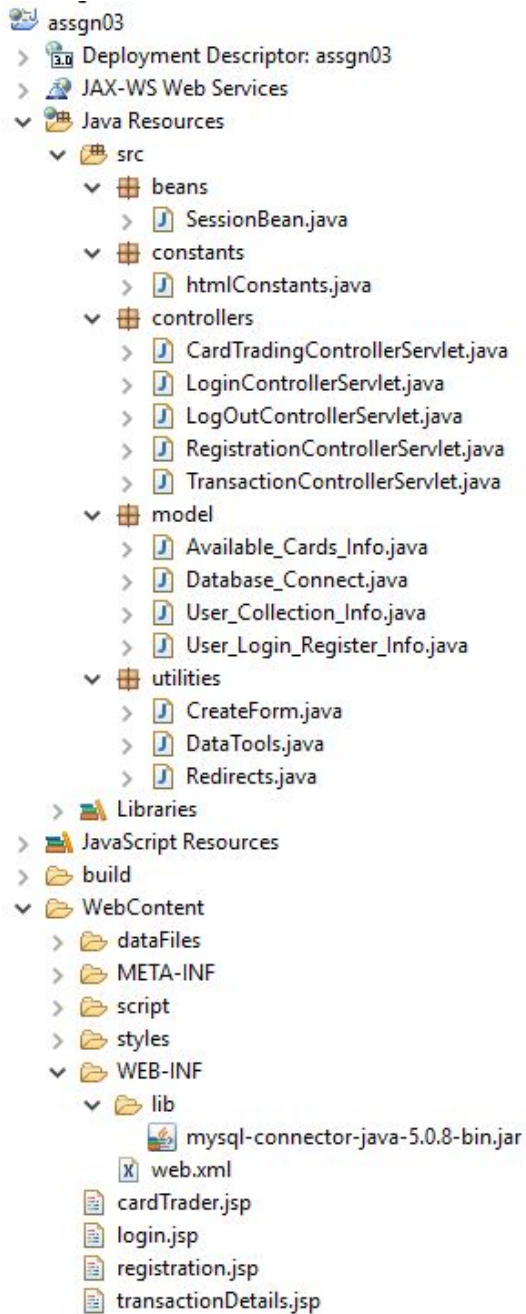 assgn03
3.0 Deployment Descriptor: assgn03
JAX-WS Web Services
Java Resources
src
beans
J SessionBean.java
constants
J htmlConstants.java
controllers
J CardTradingControllerServlet.java
J LoginControllerServlet.java
J LogOutControllerServlet.java
J RegistrationControllerServlet.java
J TransactionControllerServlet.java
model
J Available_Cards_Info.java
J Database_Connect.java
J User_Collection_Info.java
J User_Login_Register_Info.java
utilities
J CreateForm.java
J DataTools.java
J Redirects.java
Libraries
JavaScript Resources
build
WebContent
dataFiles
META-INF
script
styles
WEB-INF
lib
mysql-connector-java-5.0.8-bin.jar
X web.xml
cardTrader.jsp
login.jsp
registration.jsp
transactionDetails.jsp